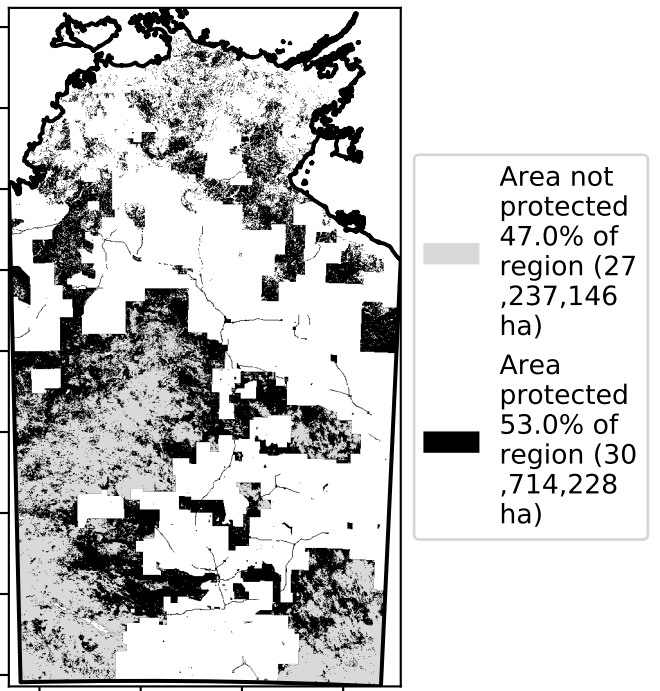 Area not
protected
47.0% of
region (27
,237,146
ha)
Area
protected
53.0% of
region (30
,714,228
ha)